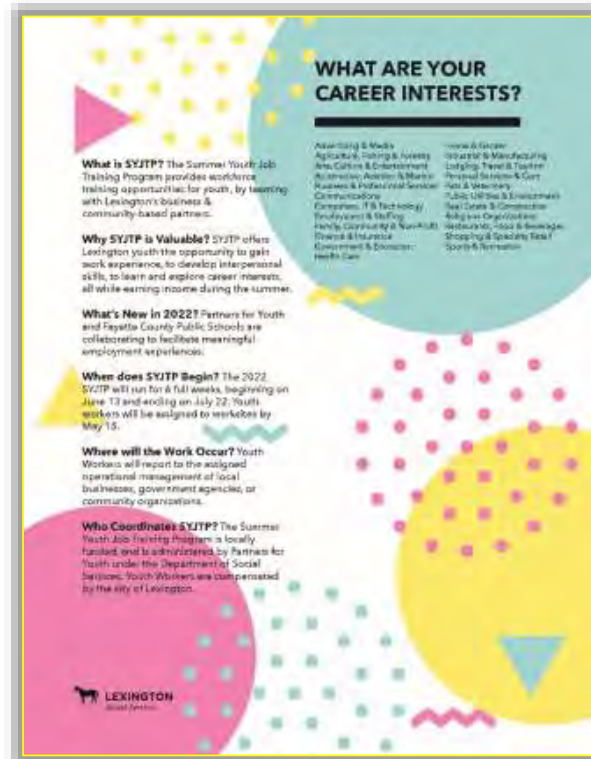 WHAT ARE YOUR
CAREER INTERESTS?
Advertising & Media
Agriculture, Fishing & Forestry
Arts, Culture & Entertainment
Automotive, Aviation & Marine
Business & Professional Services
Communications
Computers, IT & Technology
Employment & Staffing
Family, Community & Non-Profit
Finance & Insurance
Government & Education
Health Care
Home & Garden
Industrial & Manufacturing
Lodging, Travel & Tourism
Personal Services & Care
Pets & Veterinary
Public Utilities & Environment
Real Estate & Construction
Religious Organizations
Restaurants, Food & Beverages
Shopping & Specialty Retail
Sports & Recreation
What is SYJTP? The Summer Youth Job
Training Program provides workforce
training opportunities for youth, by teaming
with Lexington's business &
community-based partners.
Why SYJTP is Valuable? SYJTP offers
Lexington youth the opportunity to gain
work experience, to develop interpersonal
skills, to learn and explore career interests,
all while earning income during the summer.
What's New in 2022? Partners for Youth
and Fayette County Public Schools are
collaborating to facilitate meaningful
employment experiences.
When does SYJTP Begin? The 2022
SYJTP will run for 6 full weeks, beginning on
June 13 and ending on July 22. Youth
workers will be assigned to worksites by
May 15.
Where will the Work Occur? Youth
Workers will report to the assigned
operational management of local
businesses, government agencies, or
community organizations.
Who Coordinates SYJTP? The Summer
Youth Job Training Program is locally
funded, and is administered by Partners for
Youth under the Department of Social
Services. Youth Workers are compensated
by the city of Lexington.
LEXINGTON
Social Services